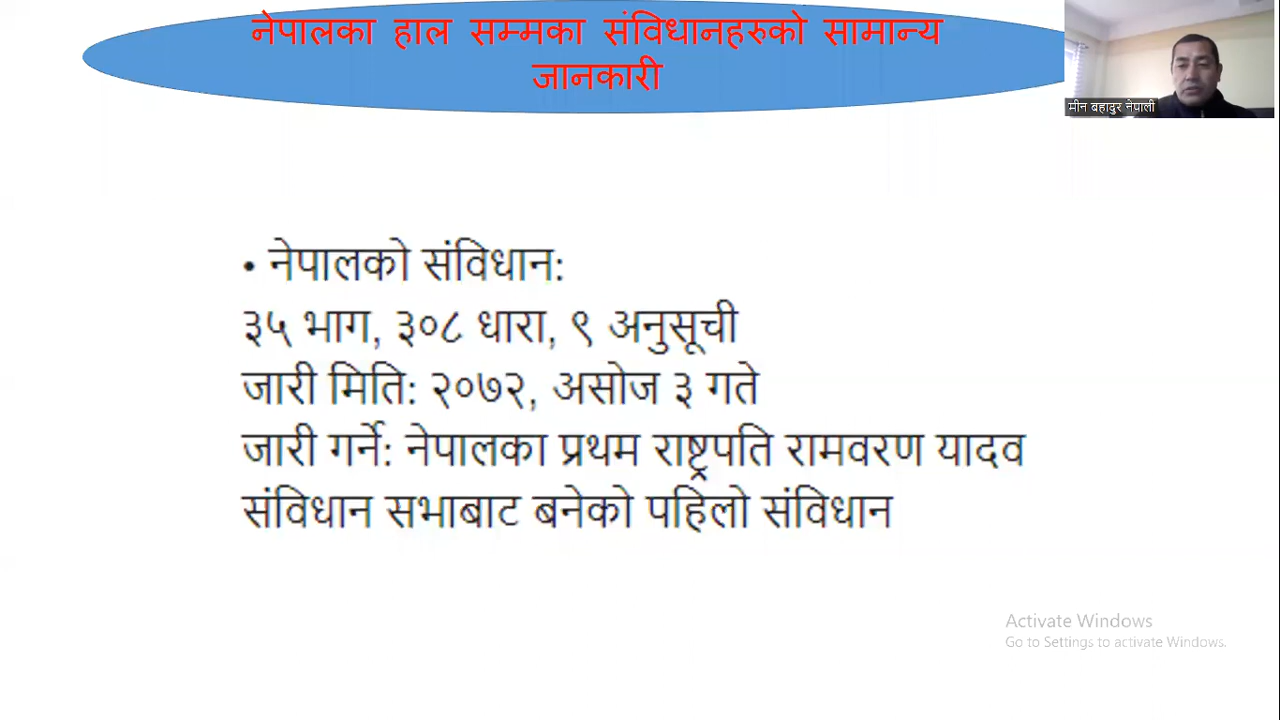 नेपालका हाल सम्मका संविधानहरुको सामान्य
जानकारी
मीन बहादुर नेपाली
• नेपालको संविधान:
३५ भाग, ३०८ धारा, ९ अनुसूची
जारी मिति: २०७२, असोज ३ गते
जारी गर्ने: नेपालका प्रथम राष्ट्रपति रामवरण यादव
संविधान सभाबाट बनेको पहिलो संविधान
Activate Windows
Go to Settings to activate Windows.